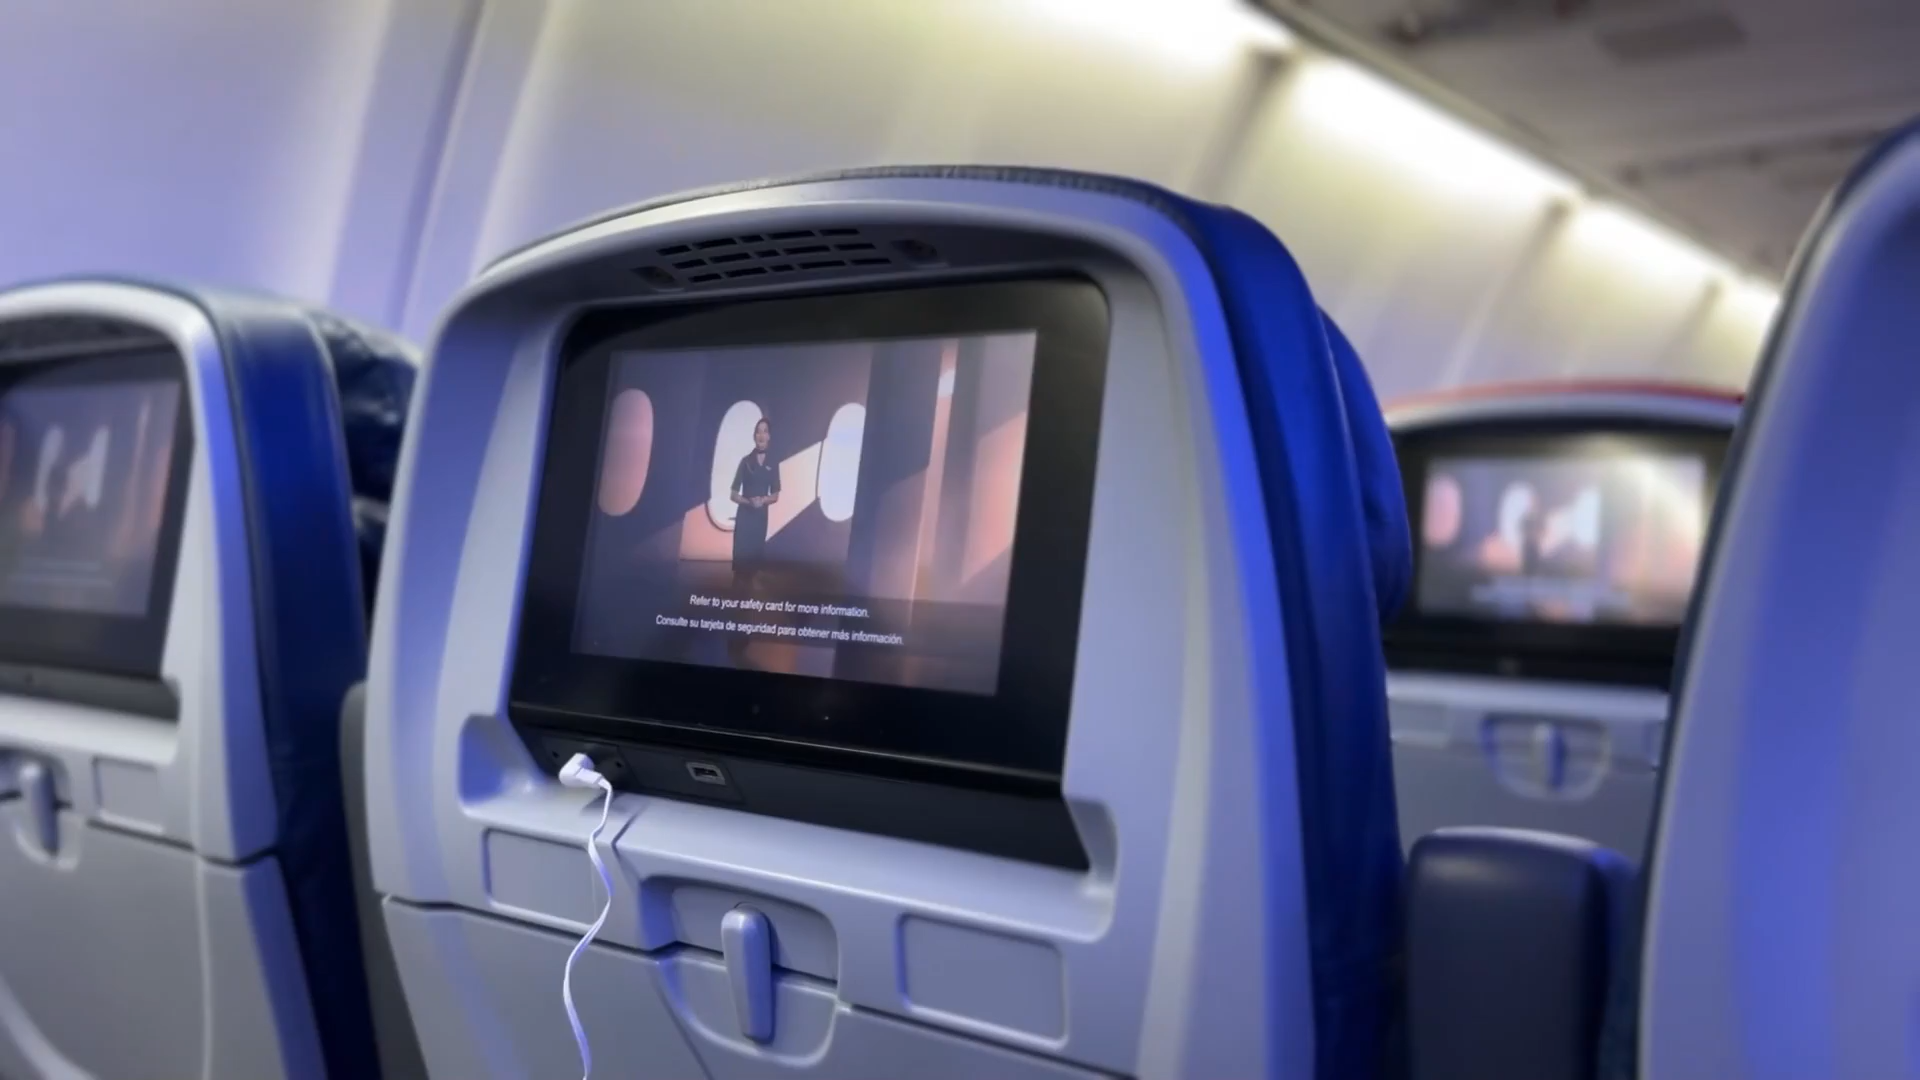 Refer to your safety card for more information.
Consulte su tarjeta de seguridad para obtener más información.